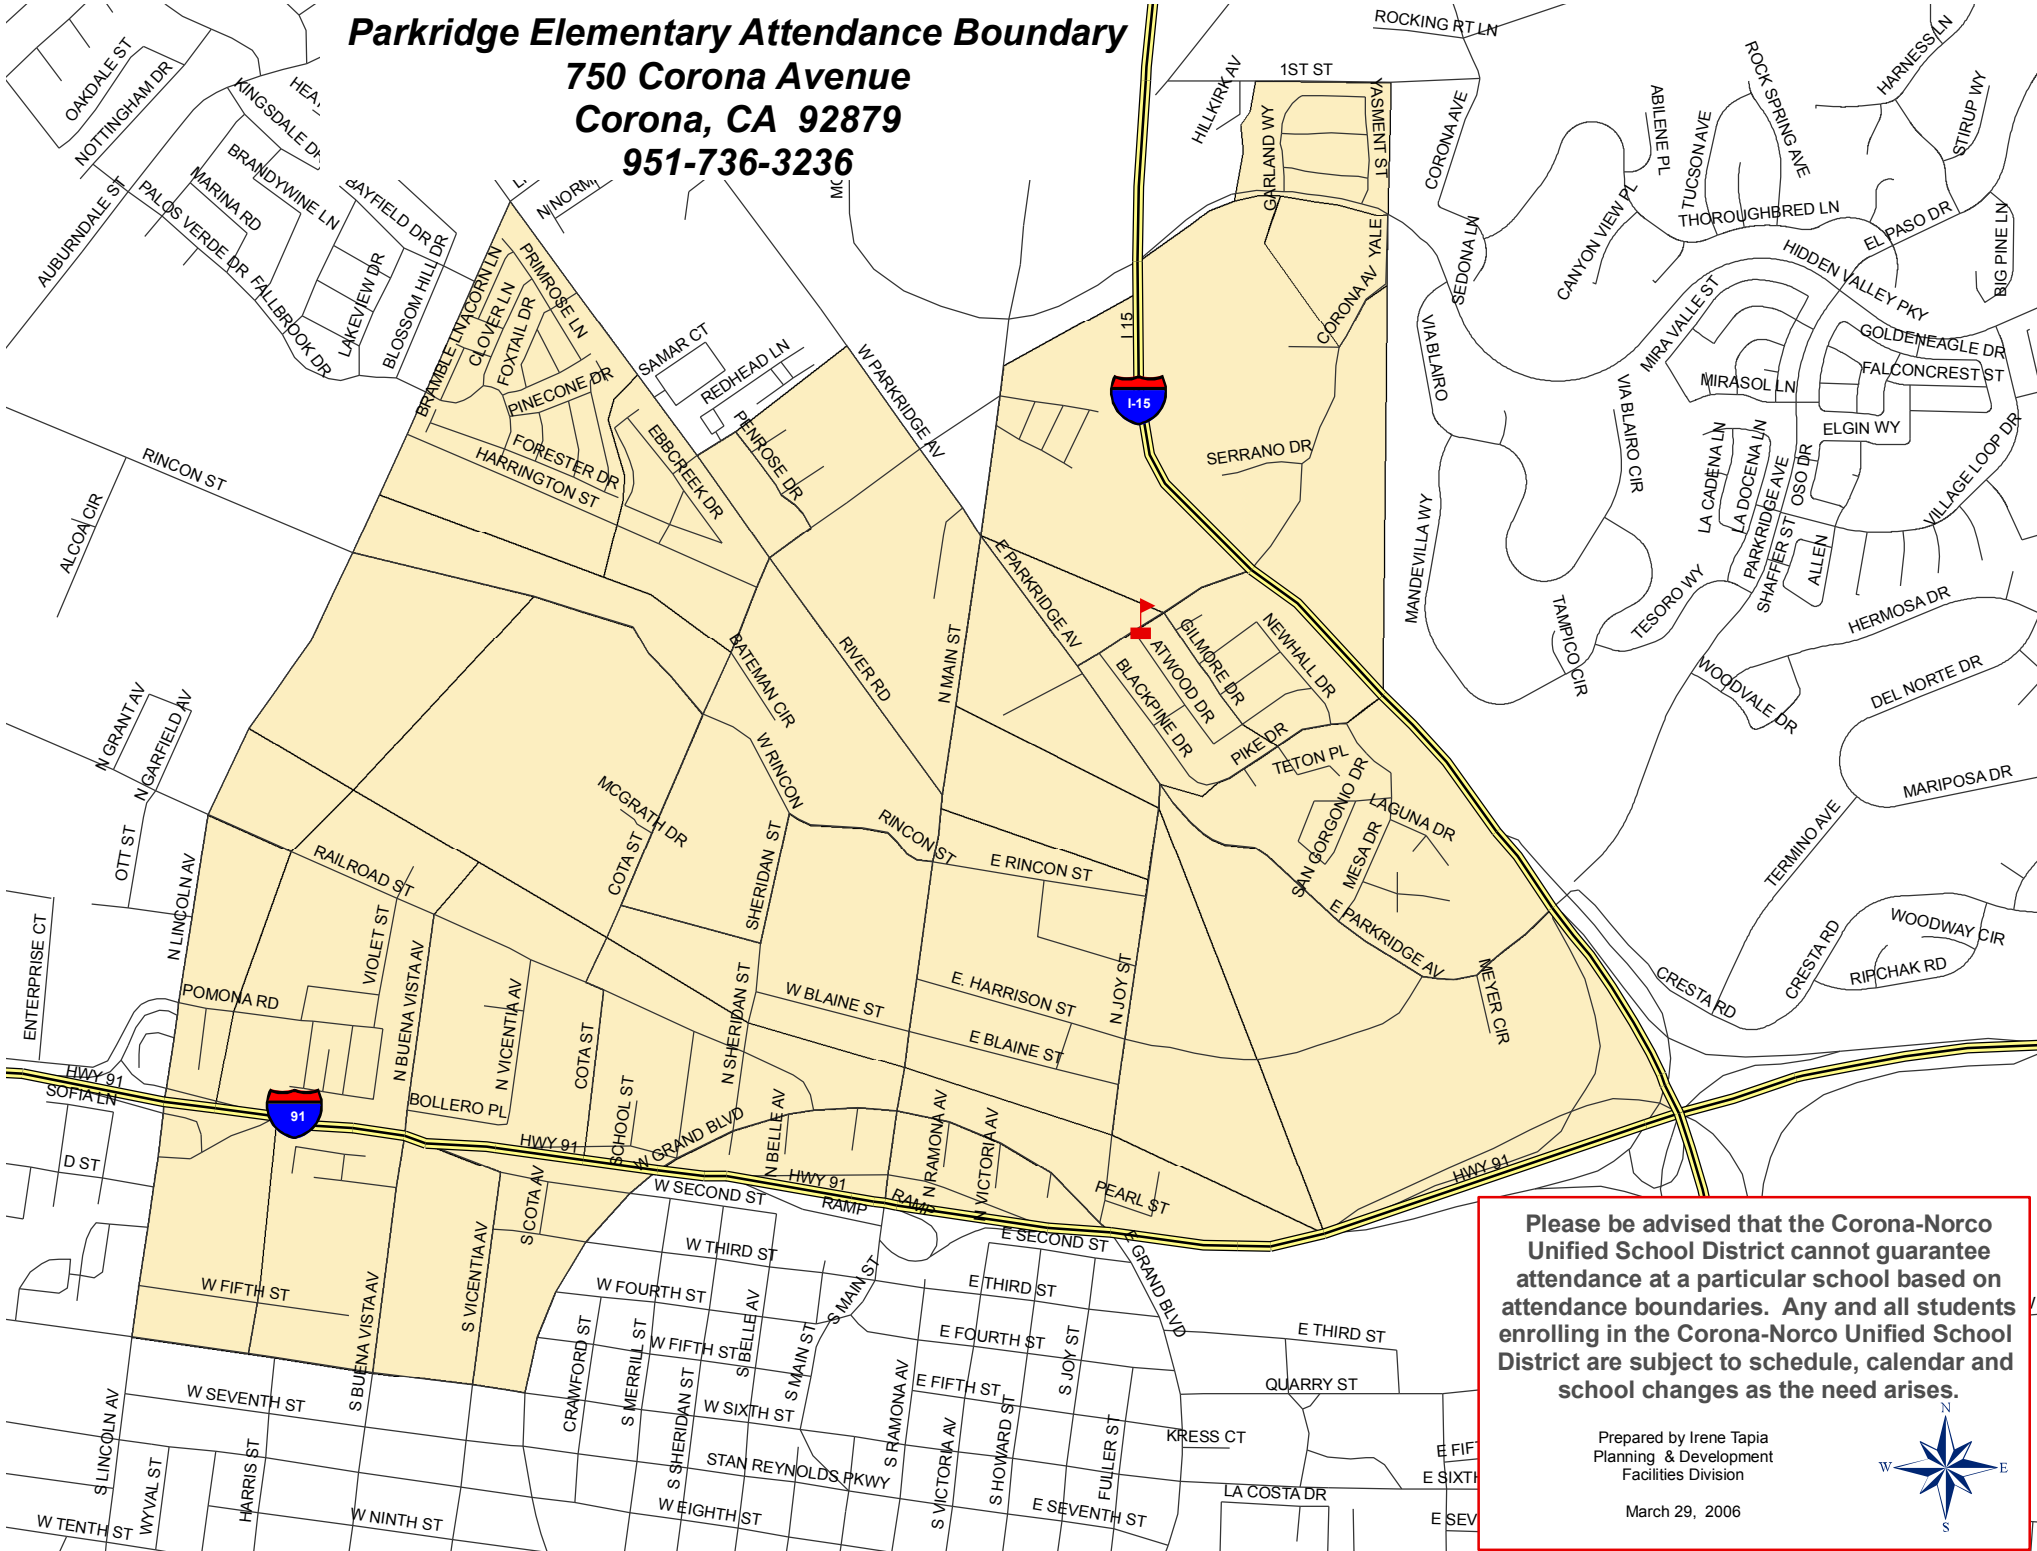 Parkridge Elementary Attendance Boundary
750 Corona Avenue
Corona, CA  92879
951-736-3236
ROCKING RT LN
1ST ST
HILLKIRK AV
GARLAND WY
YASMENT ST
CORONA AVE
ABILENE PL
ROCK SPRING AVE
HARNESS LN
STIRUP WY
TUCSON AVE
THOROUGHBRED LN
CANYON VIEW PL
EL PASO DR
BIG PINE LN
HIDDEN VALLEY PKY
OAKDALE ST
NOTTINGHAM DR
KINGSDALE DR
BRANDYWINE LN
MARINA RD
PALOS VERDE DR
AUBURNDALE ST
BAYFIELD DR
LAKEVIEW DR
BLOSSOM HILL DR
FALLBROOK DR
BRAMBLE LN
ACORN LN
CLOVER LN
FOXTAIL DR
PRIMROSE LN
PINECONE DR
FORESTER DR
HARRINGTON ST
SAMAR CT
REDHEAD LN
PENROSE DR
EBBCREEK DR
W PARKRIDGE AV
I 15
I-15
CORONA AV
YALE
SEDONA LN
VIA BLAIRO
VIA BLAIRO CIR
MIRA VALLE ST
MIRASOL LN
GOLDENEAGLE DR
FALCONCREST ST
ELGIN WY
LA CADENA LN
LA DOCENA LN
PARKRIDGE AVE
OSO DR
SHAFFER ST
ALLEN
VILLAGE LOOP DR
SERRANO DR
MANDEVILLA WY
TAMPICO CIR
TESORO WY
HERMOSA DR
WOODVALE DR
DEL NORTE DR
MARIPOSA DR
TERMINO AVE
RINCON ST
ALCOA CIR
E PARKRIDGE AV
N MAIN ST
RIVER RD
BATEMAN CIR
W RINCON
BLACKPINE DR
ATWOOD DR
GILMORE DR
NEWHALL DR
PIKE DR
TETON PL
SAN GORGONIO DR
LAGUNA DR
MESA DR
N GRANT AV
N GARFIELD AV
OTT ST
N LINCOLN AV
RAILROAD ST
MCGRATH DR
COTA ST
SHERIDAN ST
RINCON ST
E RINCON ST
E PARKRIDGE AV
MEYER CIR
CRESTA RD
CRESTA RD
WOODWAY CIR
RIPCHAK RD
ENTERPRISE CT
POMONA RD
VIOLET ST
N BUENA VISTA AV
N VICENTIA AV
COTA ST
N SHERIDAN ST
W BLAINE ST
E. HARRISON ST
E BLAINE ST
N JOY ST
HWY 91
SOFIA LN
91
BOLLERO PL
HWY 91
SCHOOL ST
W GRAND BLVD
N BELLE AV
HWY 91
N RAMONA AV
N VICTORIA AV
PEARL ST
HWY 91
RAMP
RAMP
D ST
S COTA AV
W SECOND ST
E SECOND ST
W THIRD ST
E THIRD ST
E GRAND BLVD
W FIFTH ST
S VICENTIA AV
S BUENA VISTA AV
W FOURTH ST
S BELLE AV
S MAIN ST
E FOURTH ST
E THIRD ST
CRAWFORD ST
S MERRILL ST
W FIFTH ST
S MAIN ST
S JOY ST
E FIFTH ST
QUARRY ST
W SEVENTH ST
S LINCOLN AV
S SHERIDAN ST
W SIXTH ST
S RAMONA AV
S VICTORIA AV
S HOWARD ST
FULLER ST
KRESS CT
WYVAL ST
HARRIS ST
STAN REYNOLDS PKWY
LA COSTA DR
W EIGHTH ST
E SEVENTH ST
W NINTH ST
W TENTH ST
Please be advised that the Corona-Norco
Unified School District cannot guarantee
attendance at a particular school based on
attendance boundaries.  Any and all students
enrolling in the Corona-Norco Unified School
District are subject to schedule, calendar and
school changes as the need arises.
Prepared by Irene Tapia
Planning & Development
Facilities Division
March 29, 2006
N
W
E
S